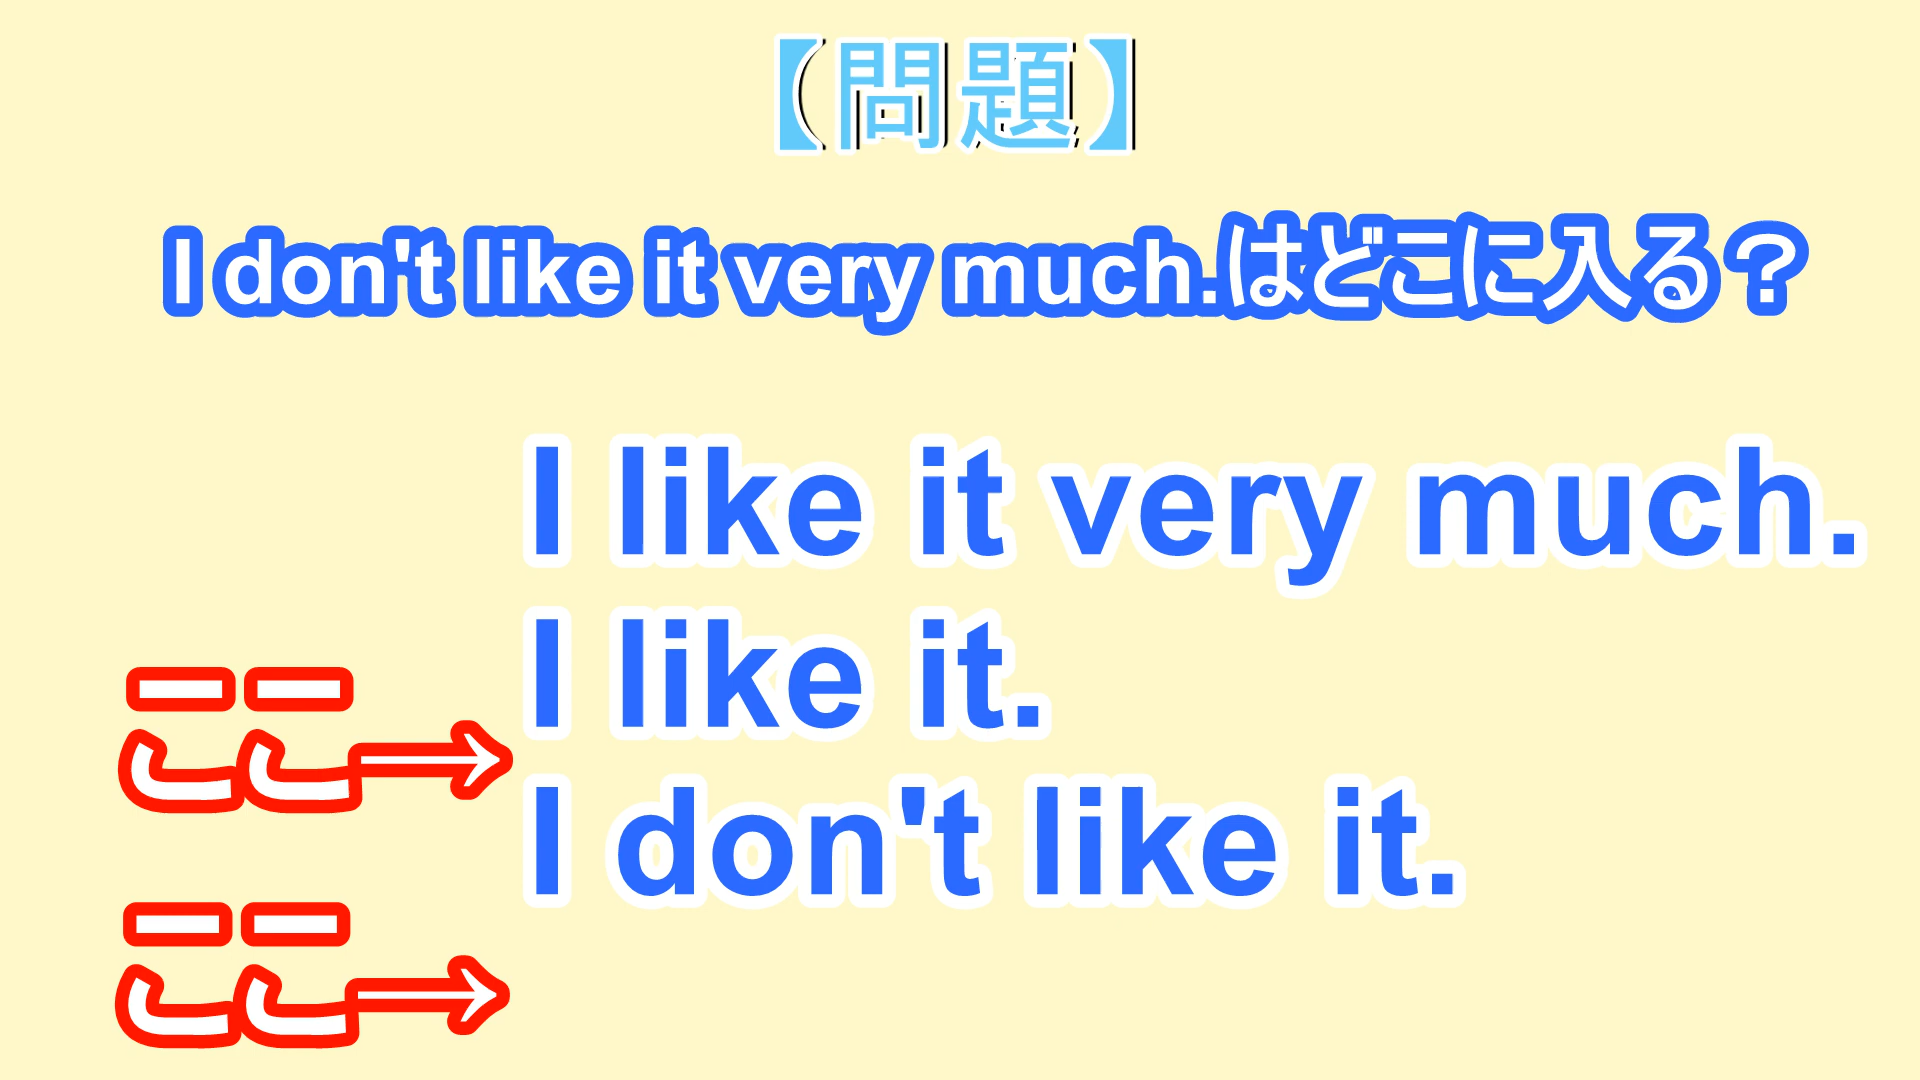 【問題】
I don't like it very much.はどこに入る？
I like it very much.
I like it.
ここ→
I don't like it.
ここ→